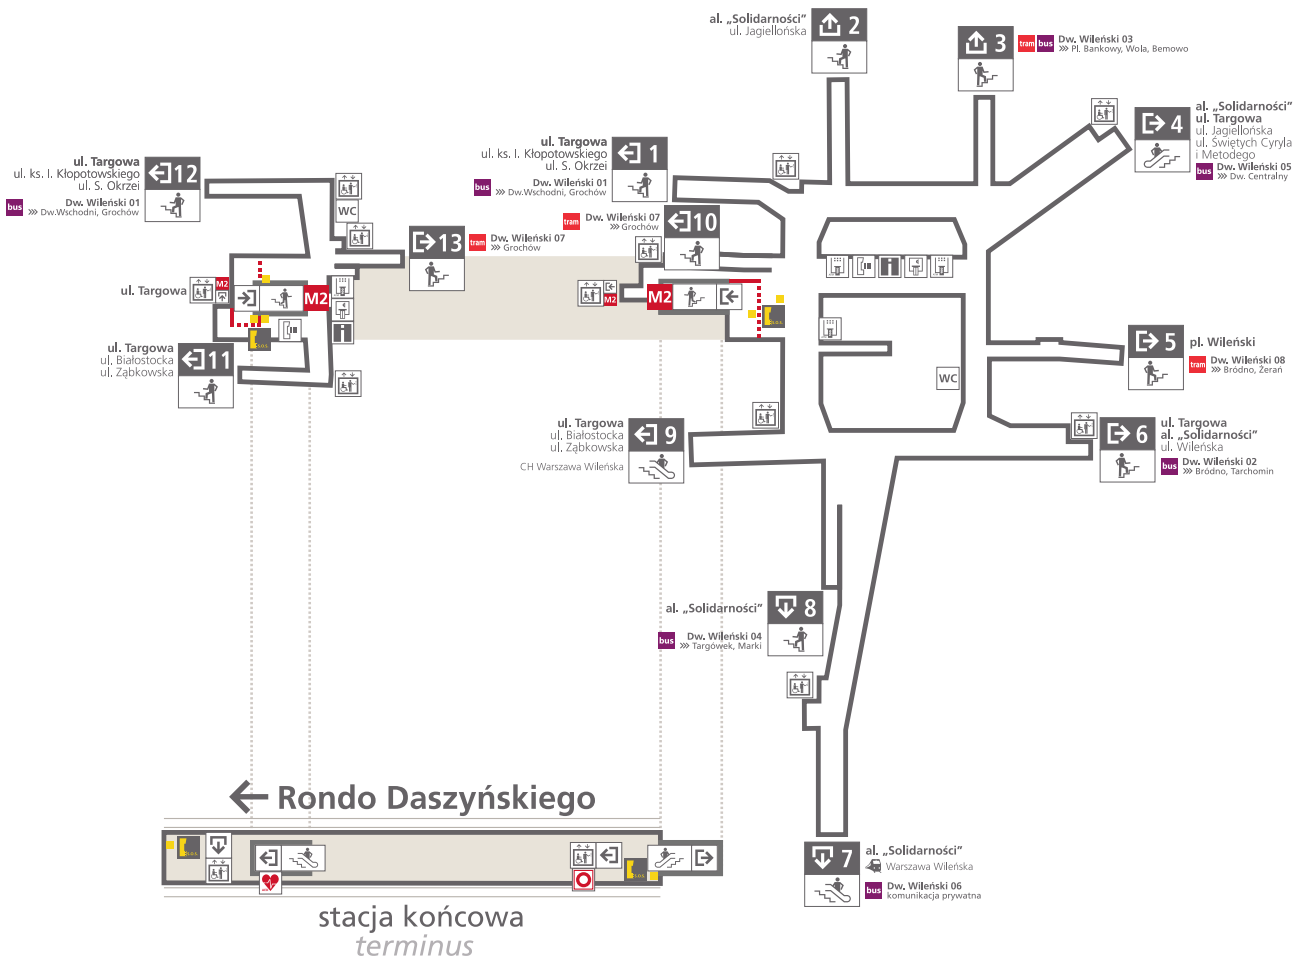 al. „Solidarności”
ul. Jagiellońska
2
3
tram
bus
Dw. Wileński 03
››› Pl. Bankowy, Wola, Bemowo
4
al. „Solidarności”
ul. Targowa
ul. Jagiellońska
ul. Świętych Cyryla
i Metodego
bus
Dw. Wileński 05
››› Dw. Centralny
ul. Targowa
ul. ks. I. Kłopotowskiego
ul. S. Okrzei
12
bus
Dw. Wileński 01
››› Dw.Wschodni, Grochów
ul. Targowa
ul. ks. I. Kłopotowskiego
ul. S. Okrzei
1
bus
Dw. Wileński 01
››› Dw.Wschodni, Grochów
WC
13
tram
Dw. Wileński 07
››› Grochów
tram
Dw. Wileński 07
››› Grochów
10
ul. Targowa
M2
M2
M2
M2
SOS
SOS
ul. Targowa
ul. Białostocka
ul. Ząbkowska
11
5
pl. Wileński
tram
Dw. Wileński 08
››› Bródno, Żerań
WC
ul. Targowa
ul. Białostocka
ul. Ząbkowska
CH Warszawa Wileńska
9
6
ul. Targowa
al. „Solidarności”
ul. Wileńska
bus
Dw. Wileński 02
››› Bródno, Tarchomin
al. „Solidarności”
8
bus
Dw. Wileński 04
››› Targówek, Marki
Rondo Daszyńskiego
SOS
SOS
7
al. „Solidarności”
Warszawa Wileńska
bus
Dw. Wileński 06
komunikacja prywatna
stacja końcowa
terminus